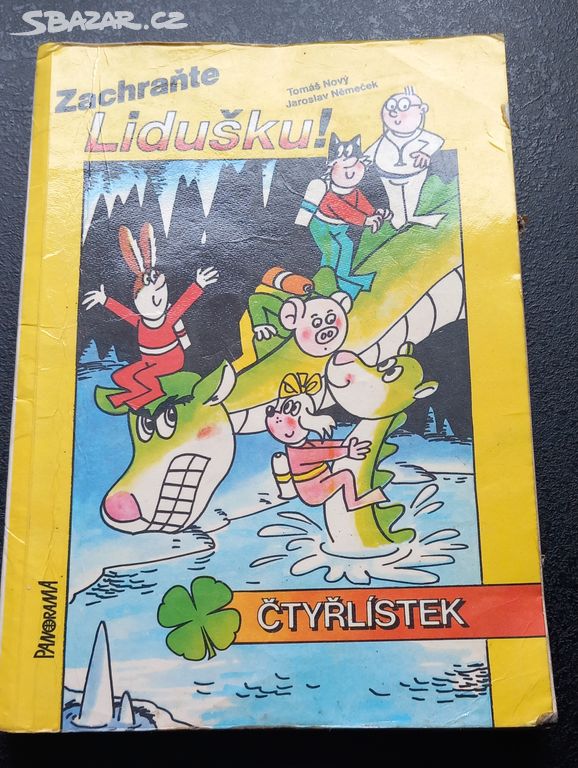 SBAZAR.CZ
Zachraňte
Tomáš Nový
Jaroslav Němeček
Lidušku!
ČTYŘLÍSTEK
PANORAMA